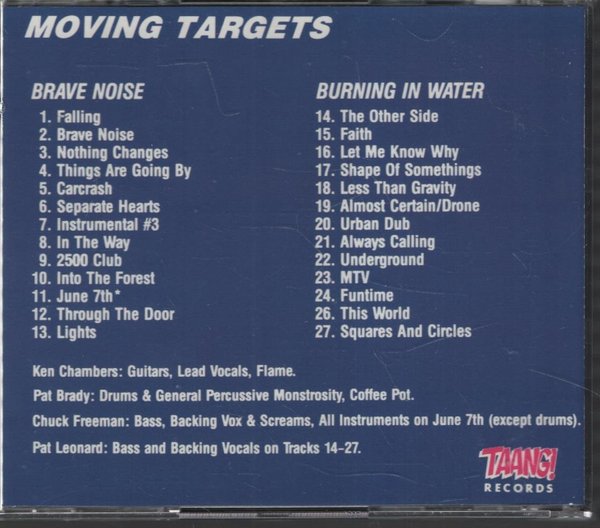 MOVING TARGETS
BRAVE NOISE
1. Falling
2. Brave Noise
3. Nothing Changes
4. Things Are Going By
5. Carcrash
6. Separate Hearts
7. Instrumental #3
8. In The Way
9. 2500 Club
10. Into The Forest
11. June 7th*
12. Through The Door
13. Lights
BURNING IN WATER
14. The Other Side
15. Faith
16. Let Me Know Why
17. Shape Of Somethings
18. Less Than Gravity
19. Almost Certain/Drone
20. Urban Dub
21. Always Calling
22. Underground
23. MTV
24. Funtime
26. This World
27. Squares And Circles
Ken Chambers: Guitars, Lead Vocals, Flame.
Pat Brady: Drums & General Percussive Monstrosity, Coffee Pot.
Chuck Freeman: Bass, Backing Vox & Screams, All Instruments on June 7th (except drums).
Pat Leonard: Bass and Backing Vocals on Tracks 14-27.
TAANG!
RECORDS